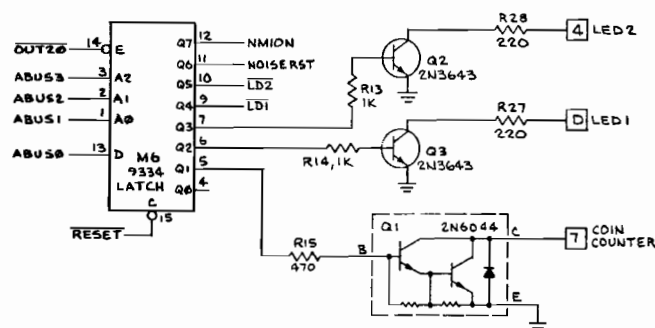 R28
220
4 LED2
OUT20
14
E
Q7 12 NMION
Q6 11 NOISERST
Q5 10 LD2
Q4 9 LD1
Q3 7
Q2 6
Q1 5
Q0 4
ABUS3 3 A2
ABUS2 2 A1
ABUS1 1 A0
ABUS0 13 D
M6
9334
LATCH
C
15
RESET
R13
1K
Q2
2N3643
R27
220
D LED1
R14, 1K
Q3
2N3643
R15
470
Q1
2N6044
B
C
E
7 COIN
COUNTER